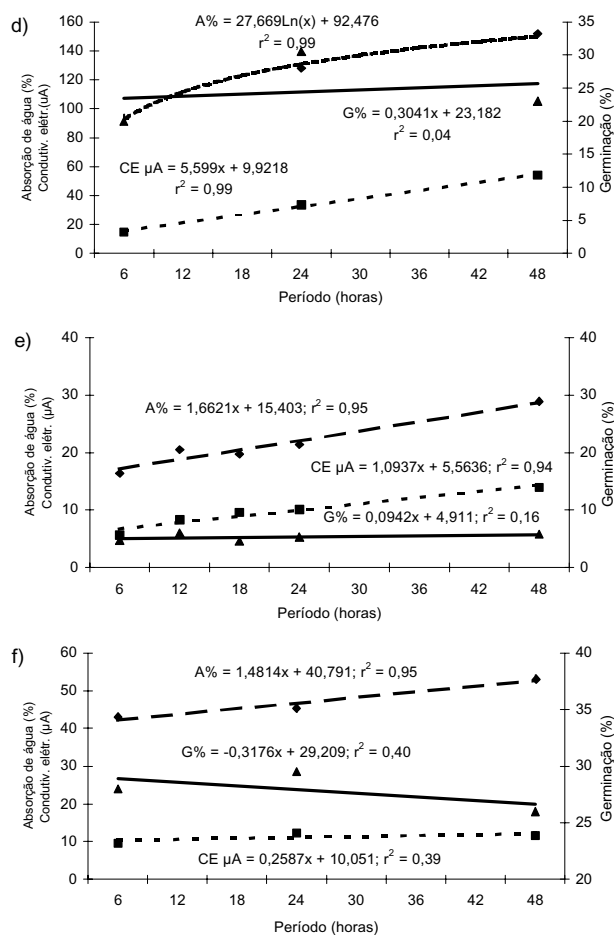 d)
A% = 27,669Ln(x) + 92,476
r² = 0,99
G% = 0,3041x + 23,182
r² = 0,04
CE µA = 5,599x + 9,9218
r² = 0,99
Absorção de água (%)
Condutiv. elétr.(uA)
160
140
120
100
80
60
40
20
0
35
30
25
20
15
10
5
0
Germinação (%)
6 12 18 24 30 36 42 48
Período (horas)
e)
A% = 1,6621x + 15,403; r² = 0,95
CE µA = 1,0937x + 5,5636; r² = 0,94
G% = 0,0942x + 4,911; r² = 0,16
Absorção de água (%)
Condutiv. elétr. (µA)
40
30
20
10
0
40
30
20
10
0
Germinação (%)
6 12 18 24 30 36 42 48
Período (horas)
f)
A% = 1,4814x + 40,791; r² = 0,95
G% = -0,3176x + 29,209; r² = 0,40
CE µA = 0,2587x + 10,051; r² = 0,39
Absorção de água (%)
Condutiv. elétr. (µA)
60
50
40
30
20
10
0
40
35
30
25
20
Germinação (%)
6 12 18 24 30 36 42 48
Período (horas)